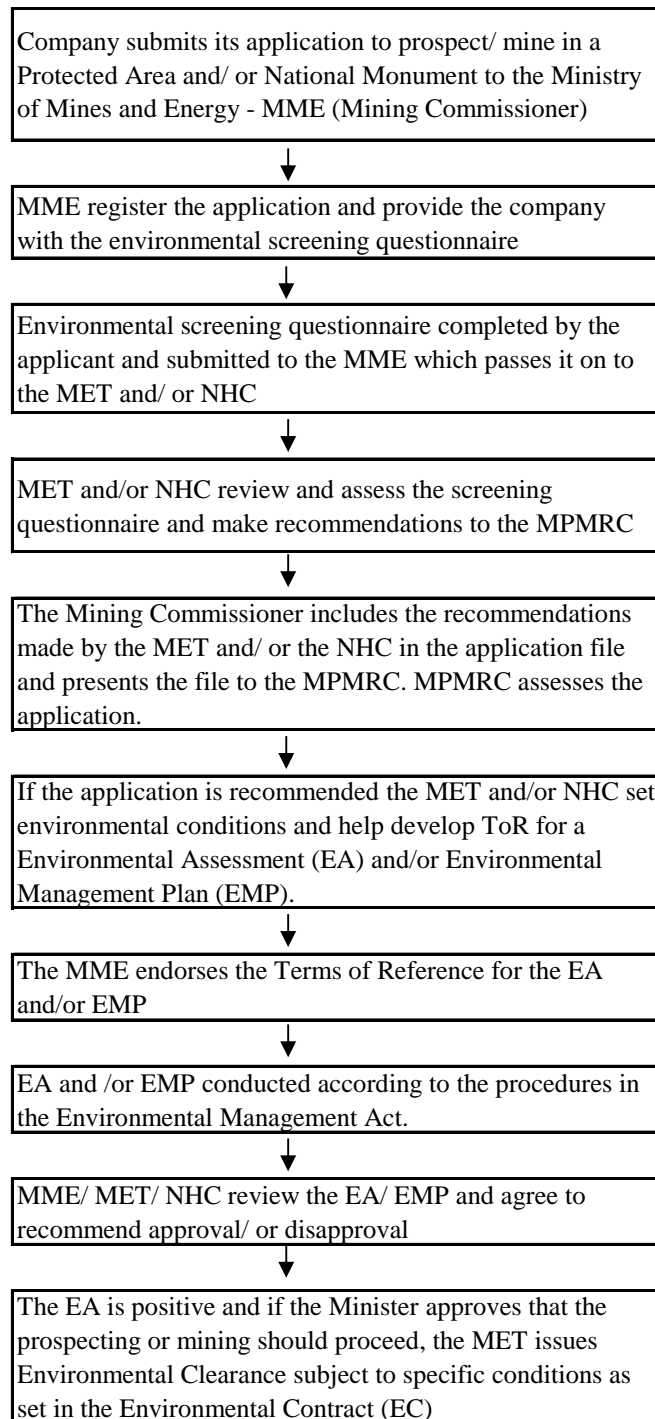 Company submits its application to prospect/ mine in a
Protected Area and/ or National Monument to the Ministry
of Mines and Energy - MME (Mining Commissioner)
MME register the application and provide the company
with the environmental screening questionnaire
Environmental screening questionnaire completed by the
applicant and submitted to the MME which passes it on to
the MET and/ or NHC
MET and/or NHC review and assess the screening
questionnaire and make recommendations to the MPMRC
The Mining Commissioner includes the recommendations
made by the MET and/ or the NHC in the application file
and presents the file to the MPMRC. MPMRC assesses the
application.
If the application is recommended the MET and/or NHC set
environmental conditions and help develop ToR for a
Environmental Assessment (EA) and/or Environmental
Management Plan (EMP).
The MME endorses the Terms of Reference for the EA
and/or EMP
EA and /or EMP conducted according to the procedures in
the Environmental Management Act.
MME/ MET/ NHC review the EA/ EMP and agree to
recommend approval/ or disapproval
The EA is positive and if the Minister approves that the
prospecting or mining should proceed, the MET issues
Environmental Clearance subject to specific conditions as
set in the Environmental Contract (EC)